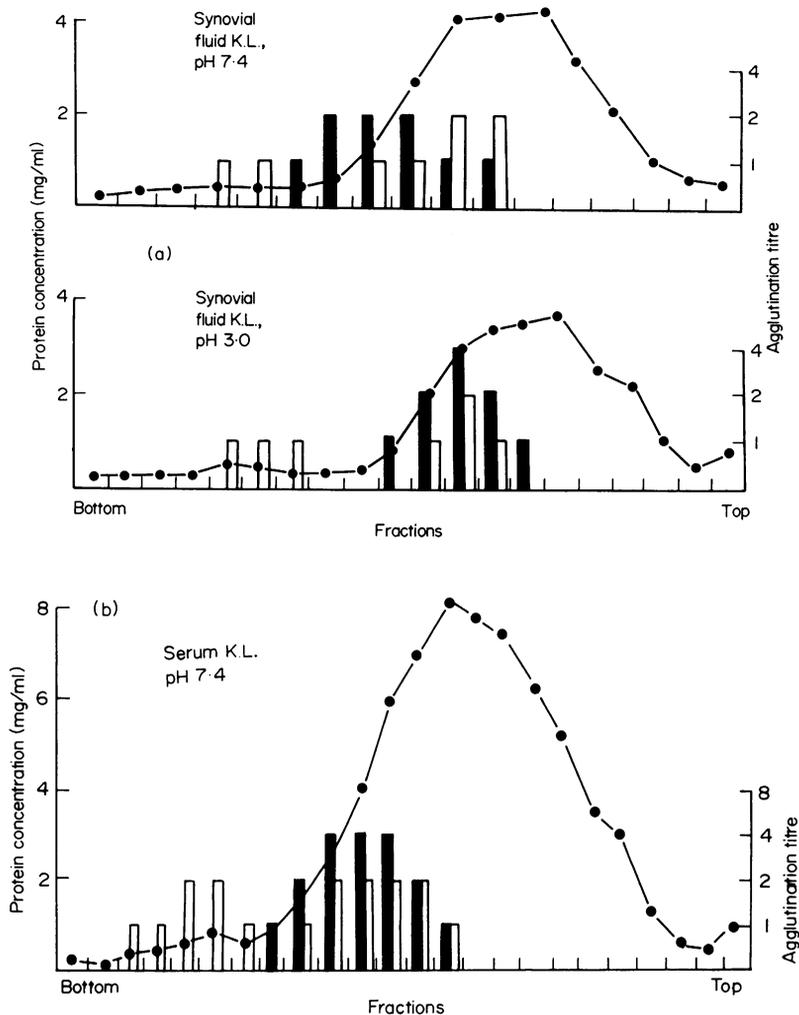 4
Synovial
fluid K.L.,
pH 7·4
2
4
2
1
(a)
Protein concentration (mg/ml)
Agglutination titre
4
Synovial
fluid K.L.,
pH 3·0
2
4
2
1
Bottom
Top
Fractions
8
(b)
Serum K.L.
pH 7·4
6
4
2
Protein concentration (mg/ml)
8
4
2
1
Agglutination titre
Bottom
Top
Fractions